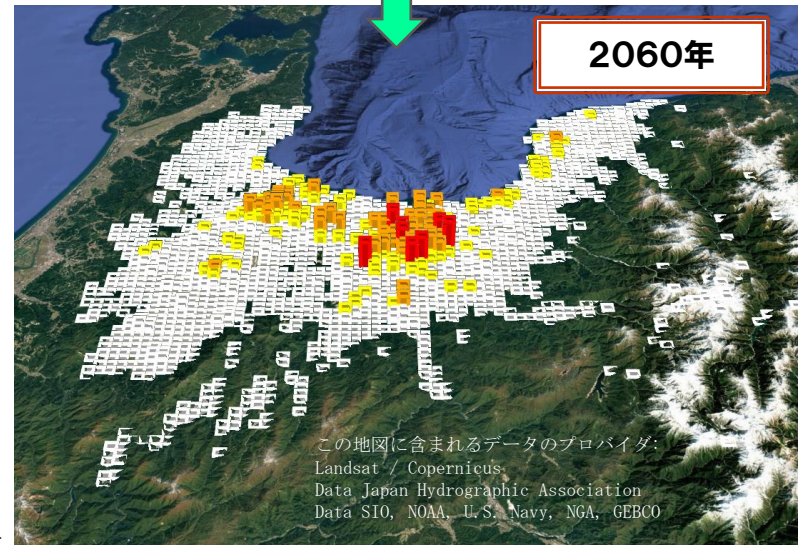 2060年
この地図に含まれるデータのプロバイダ:
Landsat / Copernicus
Data Japan Hydrographic Association
Data SIO, NOAA, U.S. Navy, NGA, GEBCO